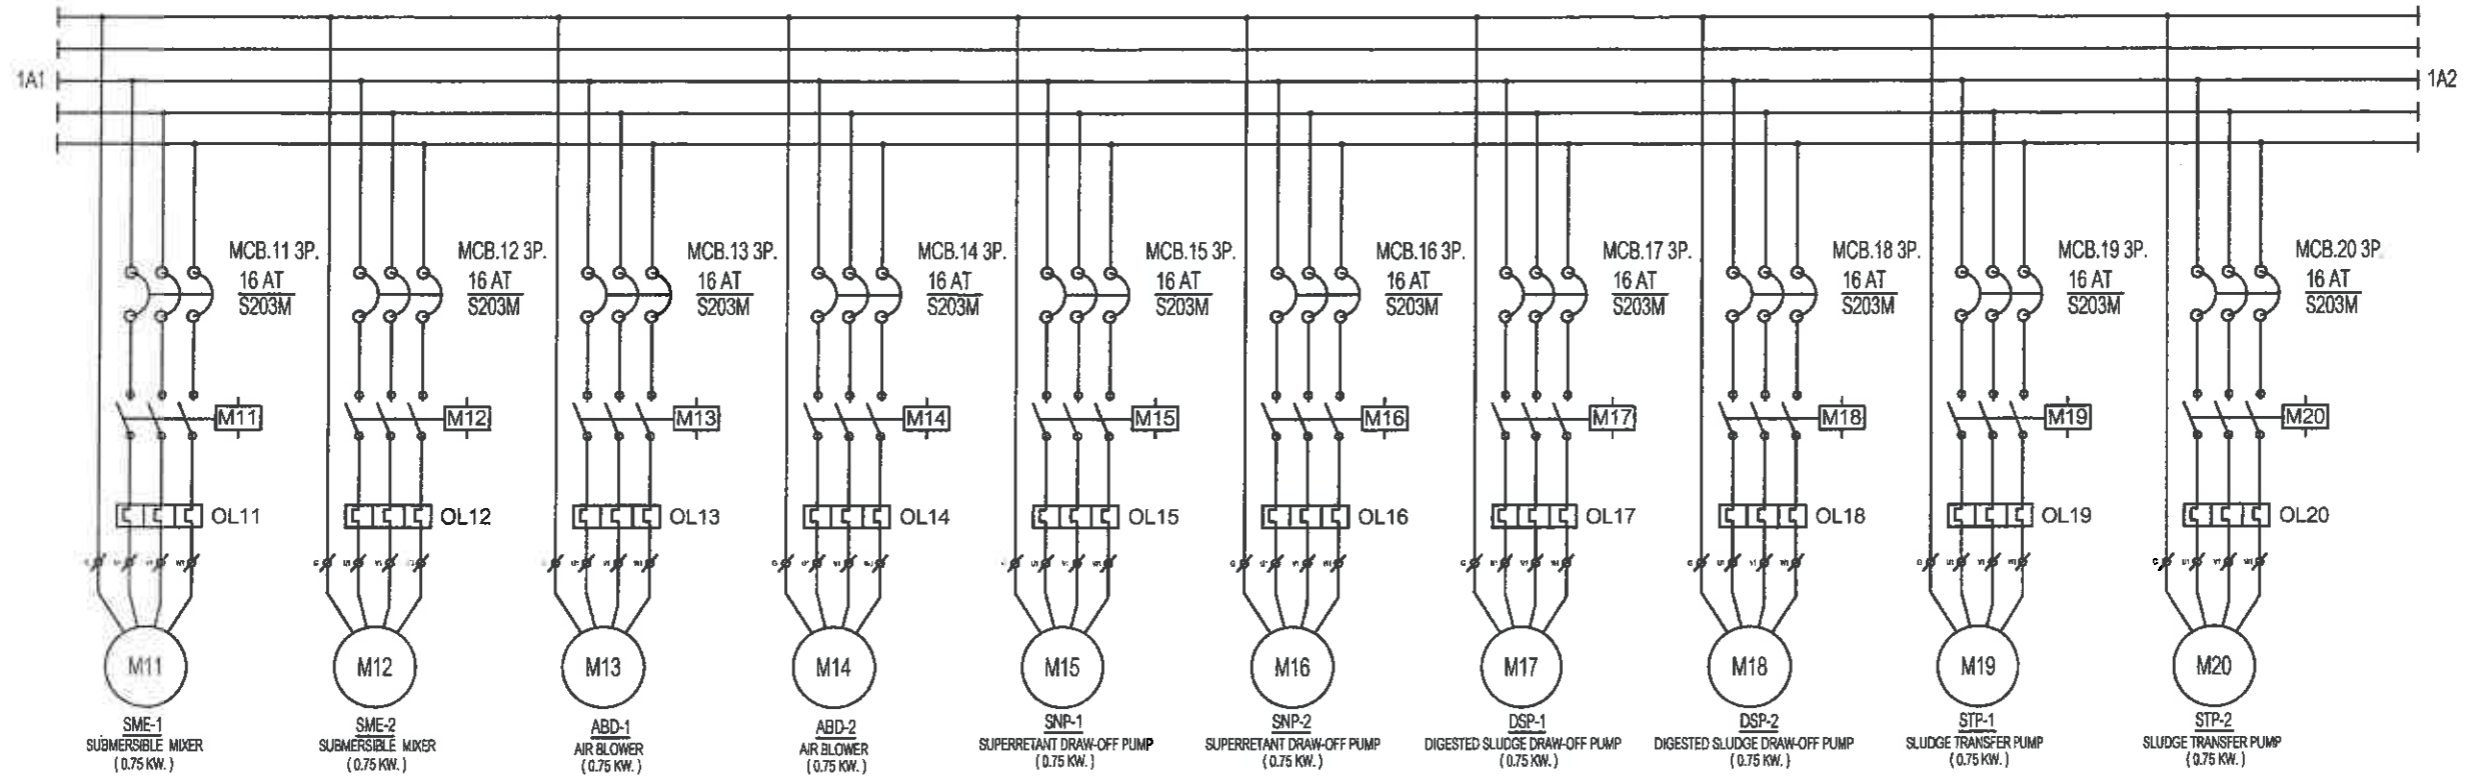 1A1
1A2
MCB.11 3P.
16 AT
S203M
MCB.12 3P.
16 AT
S203M
MCB.13 3P.
16 AT
S203M
MCB.14 3P.
16 AT
S203M
MCB.15 3P.
16 AT
S203M
MCB.16 3P.
16 AT
S203M
MCB.17 3P.
16 AT
S203M
MCB.18 3P.
16 AT
S203M
MCB.19 3P.
16 AT
S203M
MCB.20 3P.
16 AT
S203M
M11
M12
M13
M14
M15
M16
M17
M18
M19
M20
OL11
OL12
OL13
OL14
OL15
OL16
OL17
OL18
OL19
OL20
M11
M12
M13
M14
M15
M16
M17
M18
M19
M20
SME-1
SUBMERSIBLE MIXER
( 0.75 KW. )
SME-2
SUBMERSIBLE MIXER
( 0.75 KW. )
ABD-1
AIR BLOWER
( 0.75 KW. )
ABD-2
AIR BLOWER
( 0.75 KW. )
SNP-1
SUPERRETANT DRAW-OFF PUMP
( 0.75 KW. )
SNP-2
SUPERRETANT DRAW-OFF PUMP
( 0.75 KW. )
DSP-1
DIGESTED SLUDGE DRAW-OFF PUMP
( 0.75 KW. )
DSP-2
DIGESTED SLUDGE DRAW-OFF PUMP
( 0.75 KW. )
STP-1
SLUDGE TRANSFER PUMP
( 0.75 KW. )
STP-2
SLUDGE TRANSFER PUMP
( 0.75 KW. )